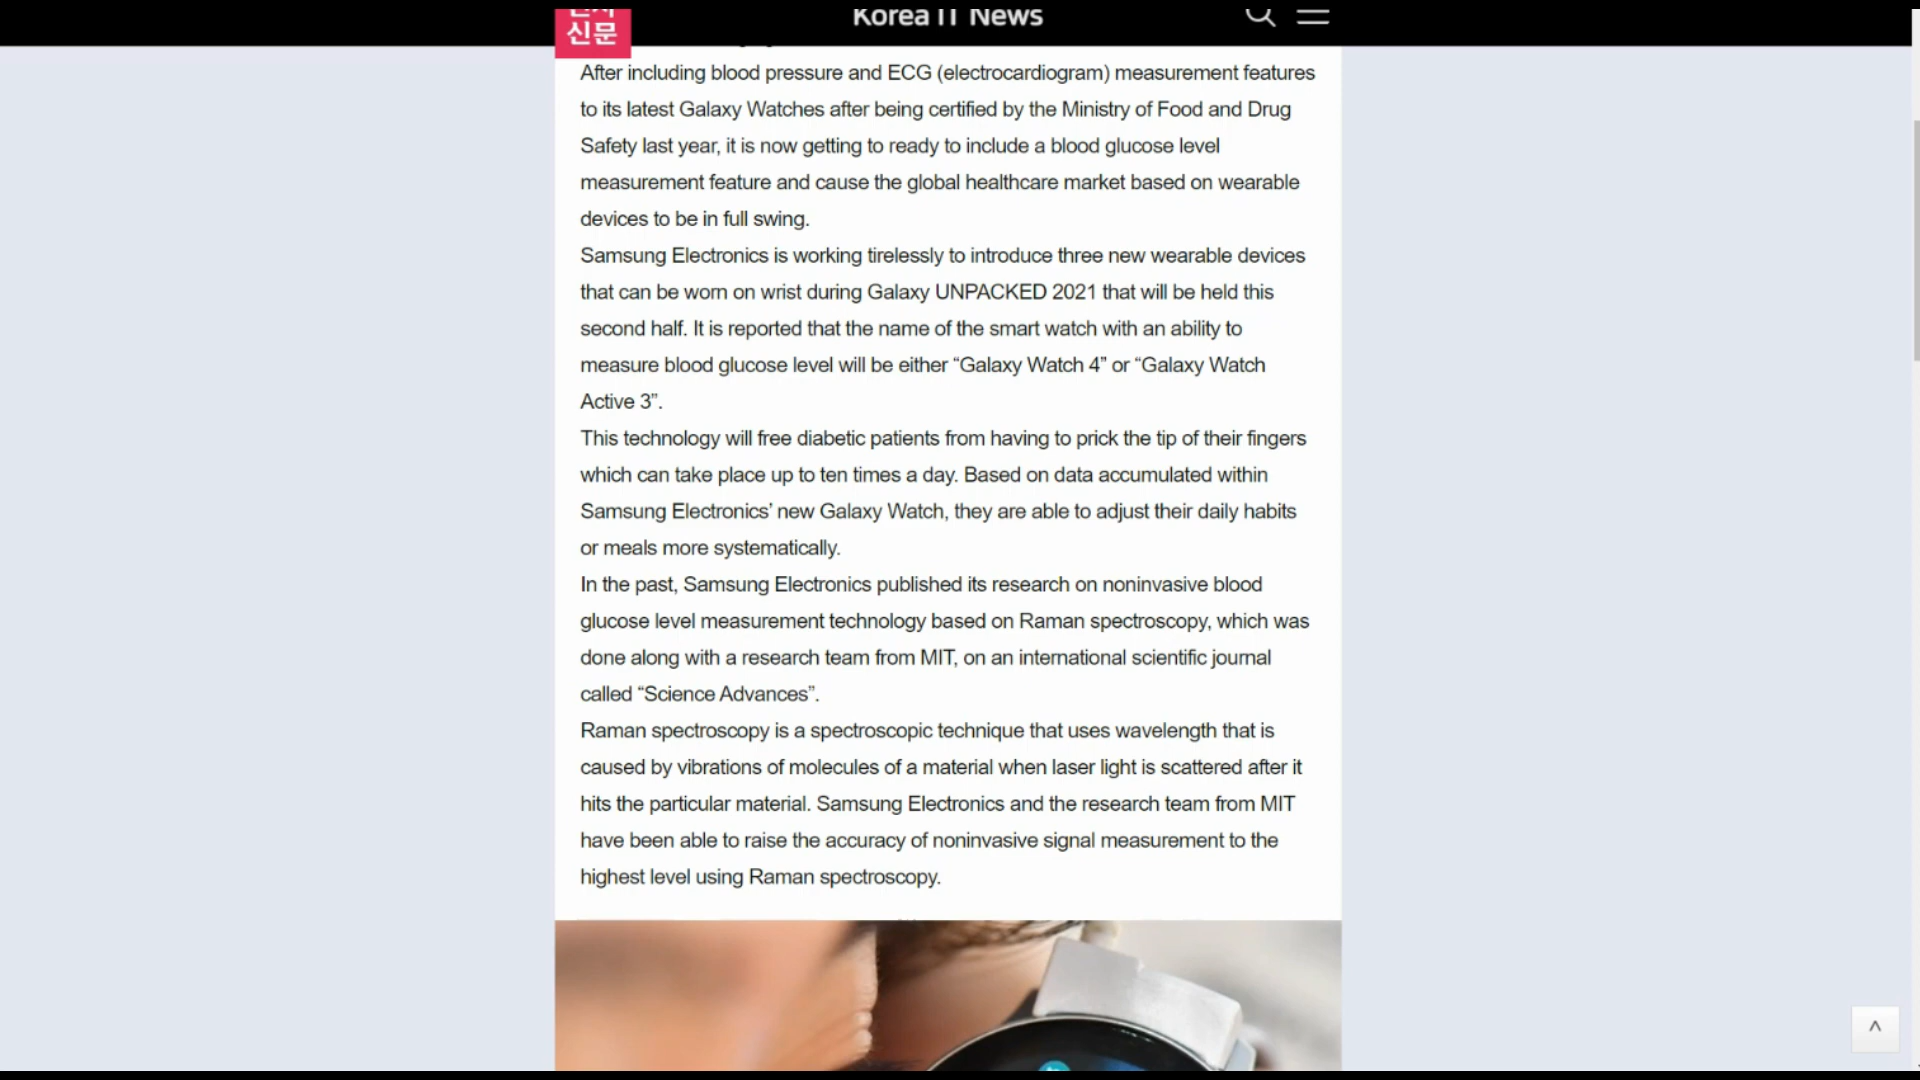 신문
Korea IT News
After including blood pressure and ECG (electrocardiogram) measurement features
to its latest Galaxy Watches after being certified by the Ministry of Food and Drug
Safety last year, it is now getting to ready to include a blood glucose level
measurement feature and cause the global healthcare market based on wearable
devices to be in full swing.
Samsung Electronics is working tirelessly to introduce three new wearable devices
that can be worn on wrist during Galaxy UNPACKED 2021 that will be held this
second half. It is reported that the name of the smart watch with an ability to
measure blood glucose level will be either “Galaxy Watch 4” or “Galaxy Watch
Active 3”.
This technology will free diabetic patients from having to prick the tip of their fingers
which can take place up to ten times a day. Based on data accumulated within
Samsung Electronics’ new Galaxy Watch, they are able to adjust their daily habits
or meals more systematically.
In the past, Samsung Electronics published its research on noninvasive blood
glucose level measurement technology based on Raman spectroscopy, which was
done along with a research team from MIT, on an international scientific journal
called “Science Advances”.
Raman spectroscopy is a spectroscopic technique that uses wavelength that is
caused by vibrations of molecules of a material when laser light is scattered after it
hits the particular material. Samsung Electronics and the research team from MIT
have been able to raise the accuracy of noninvasive signal measurement to the
highest level using Raman spectroscopy.